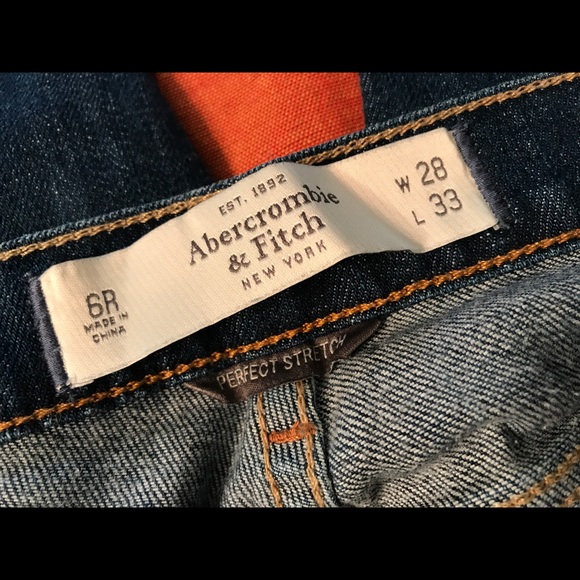 EST. 1892
Abercrombie
& Fitch
NEW YORK
W 28
L 33
6R
MADE IN
CHINA
PERFECT STRETCH